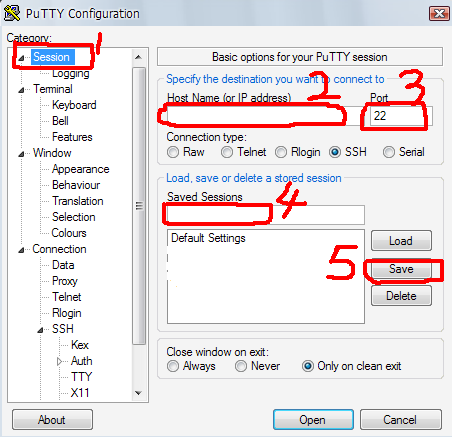 PuTTY Configuration
Category:
Session
Logging
Terminal
Keyboard
Bell
Features
Window
Appearance
Behaviour
Translation
Selection
Colours
Connection
Data
Proxy
Telnet
Rlogin
SSH
Kex
Auth
TTY
X11
1
Basic options for your PuTTY session
Specify the destination you want to connect to
Host Name (or IP address) 2 Port 3
22
Connection type:
Raw Telnet Rlogin SSH Serial
Load, save or delete a stored session
Saved Sessions 4
Default Settings
Load
5 Save
Delete
Close window on exit:
Always Never Only on clean exit
About Open Cancel